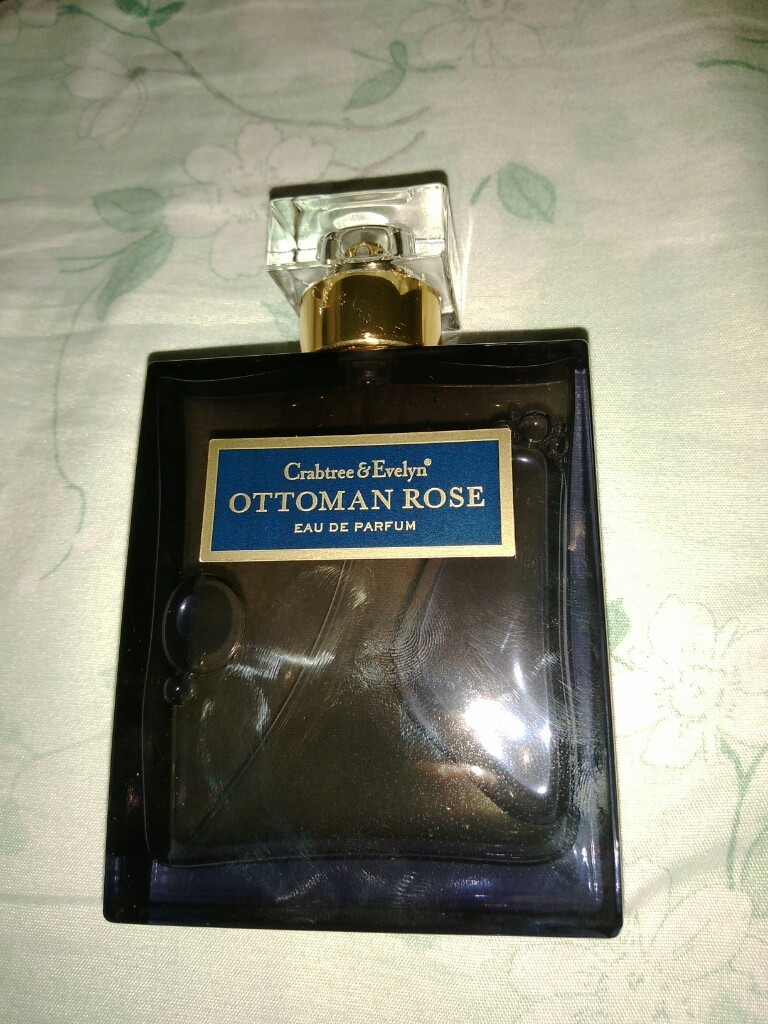 Crabtree & Evelyn®
OTTOMAN ROSE
EAU DE PARFUM